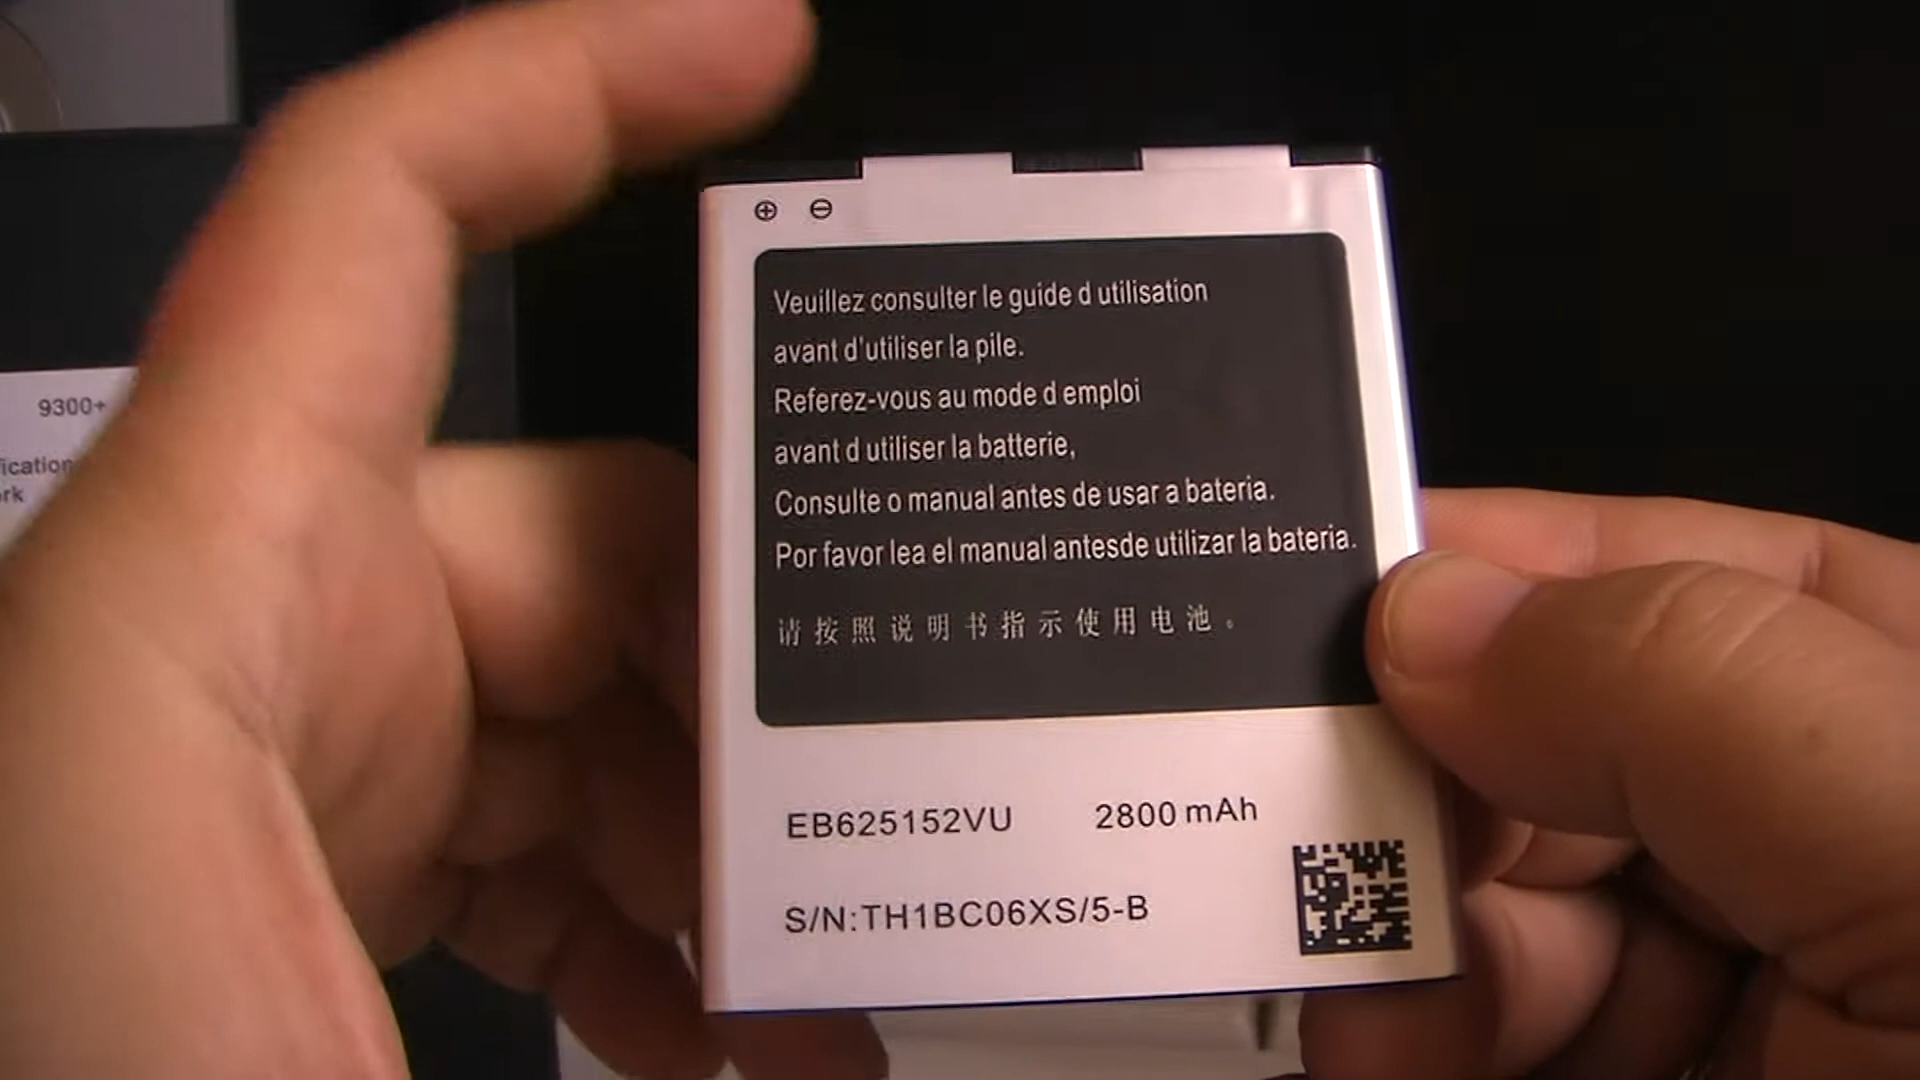 9300+
ification
rk
⊕ ⊖
Veuillez consulter le guide d utilisation
avant d'utiliser la pile.
Referez-vous au mode d emploi
avant d utiliser la batterie,
Consulte o manual antes de usar a bateria.
Por favor lea el manual antesde utilizar la bateria.
请按照说明书指示使用电池。
EB625152VU 2800 mAh
S/N:TH1BC06XS/5-B